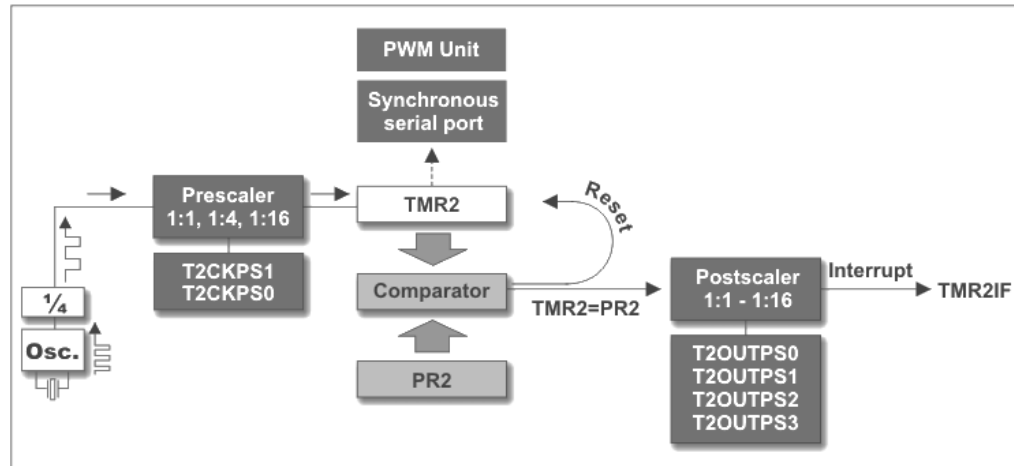 PWM Unit
Synchronous
serial port
Prescaler
1:1, 1:4, 1:16
TMR2
Reset
T2CKPS1
T2CKPS0
Comparator
TMR2=PR2
Postscaler
1:1 - 1:16
Interrupt
TMR2IF
¼
Osc.
PR2
T2OUTPS0
T2OUTPS1
T2OUTPS2
T2OUTPS3